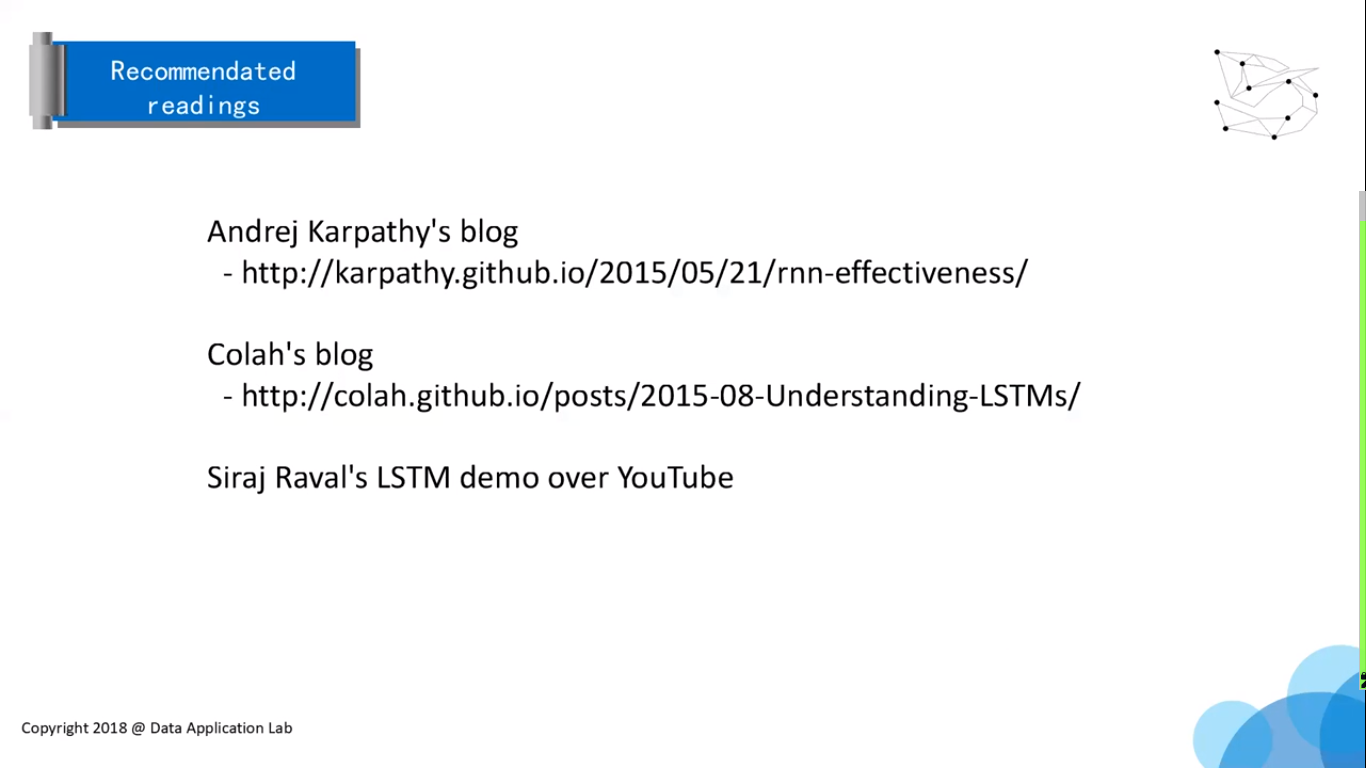 Recommendated
readings
Andrej Karpathy's blog
- http://karpathy.github.io/2015/05/21/rnn-effectiveness/
Colah's blog
- http://colah.github.io/posts/2015-08-Understanding-LSTMs/
Siraj Raval's LSTM demo over YouTube
Copyright 2018 @ Data Application Lab